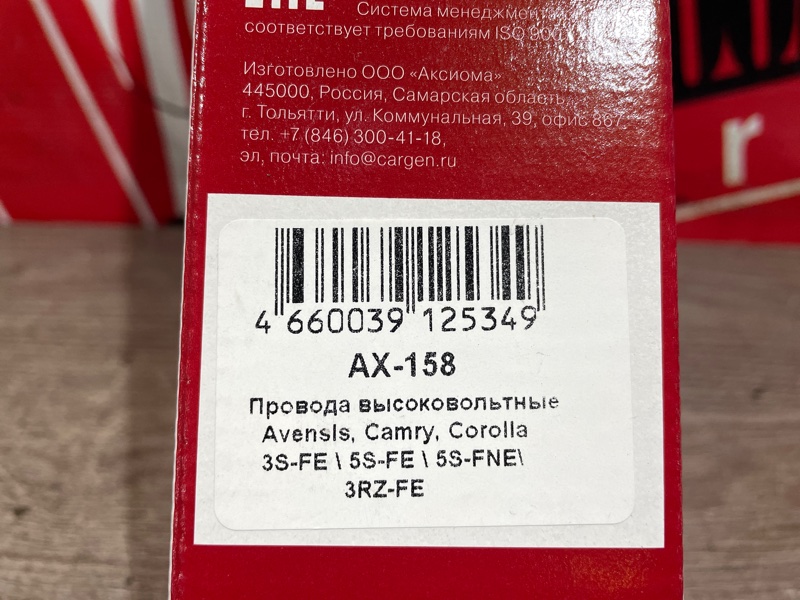 Система менеджмента
соответствует требованиям ISO 900
Изготовлено ООО «Аксиома»
445000, Россия, Самарская область,
г. Тольятти, ул. Коммунальная, 39, офис 867
тел. +7 (846) 300-41-18,
эл, почта: info@cargen.ru
r
4 660039 125349
AX-158
Провода высоковольтные
Avensis, Camry, Corolla
3S-FE \ 5S-FE \ 5S-FNE\
3RZ-FE